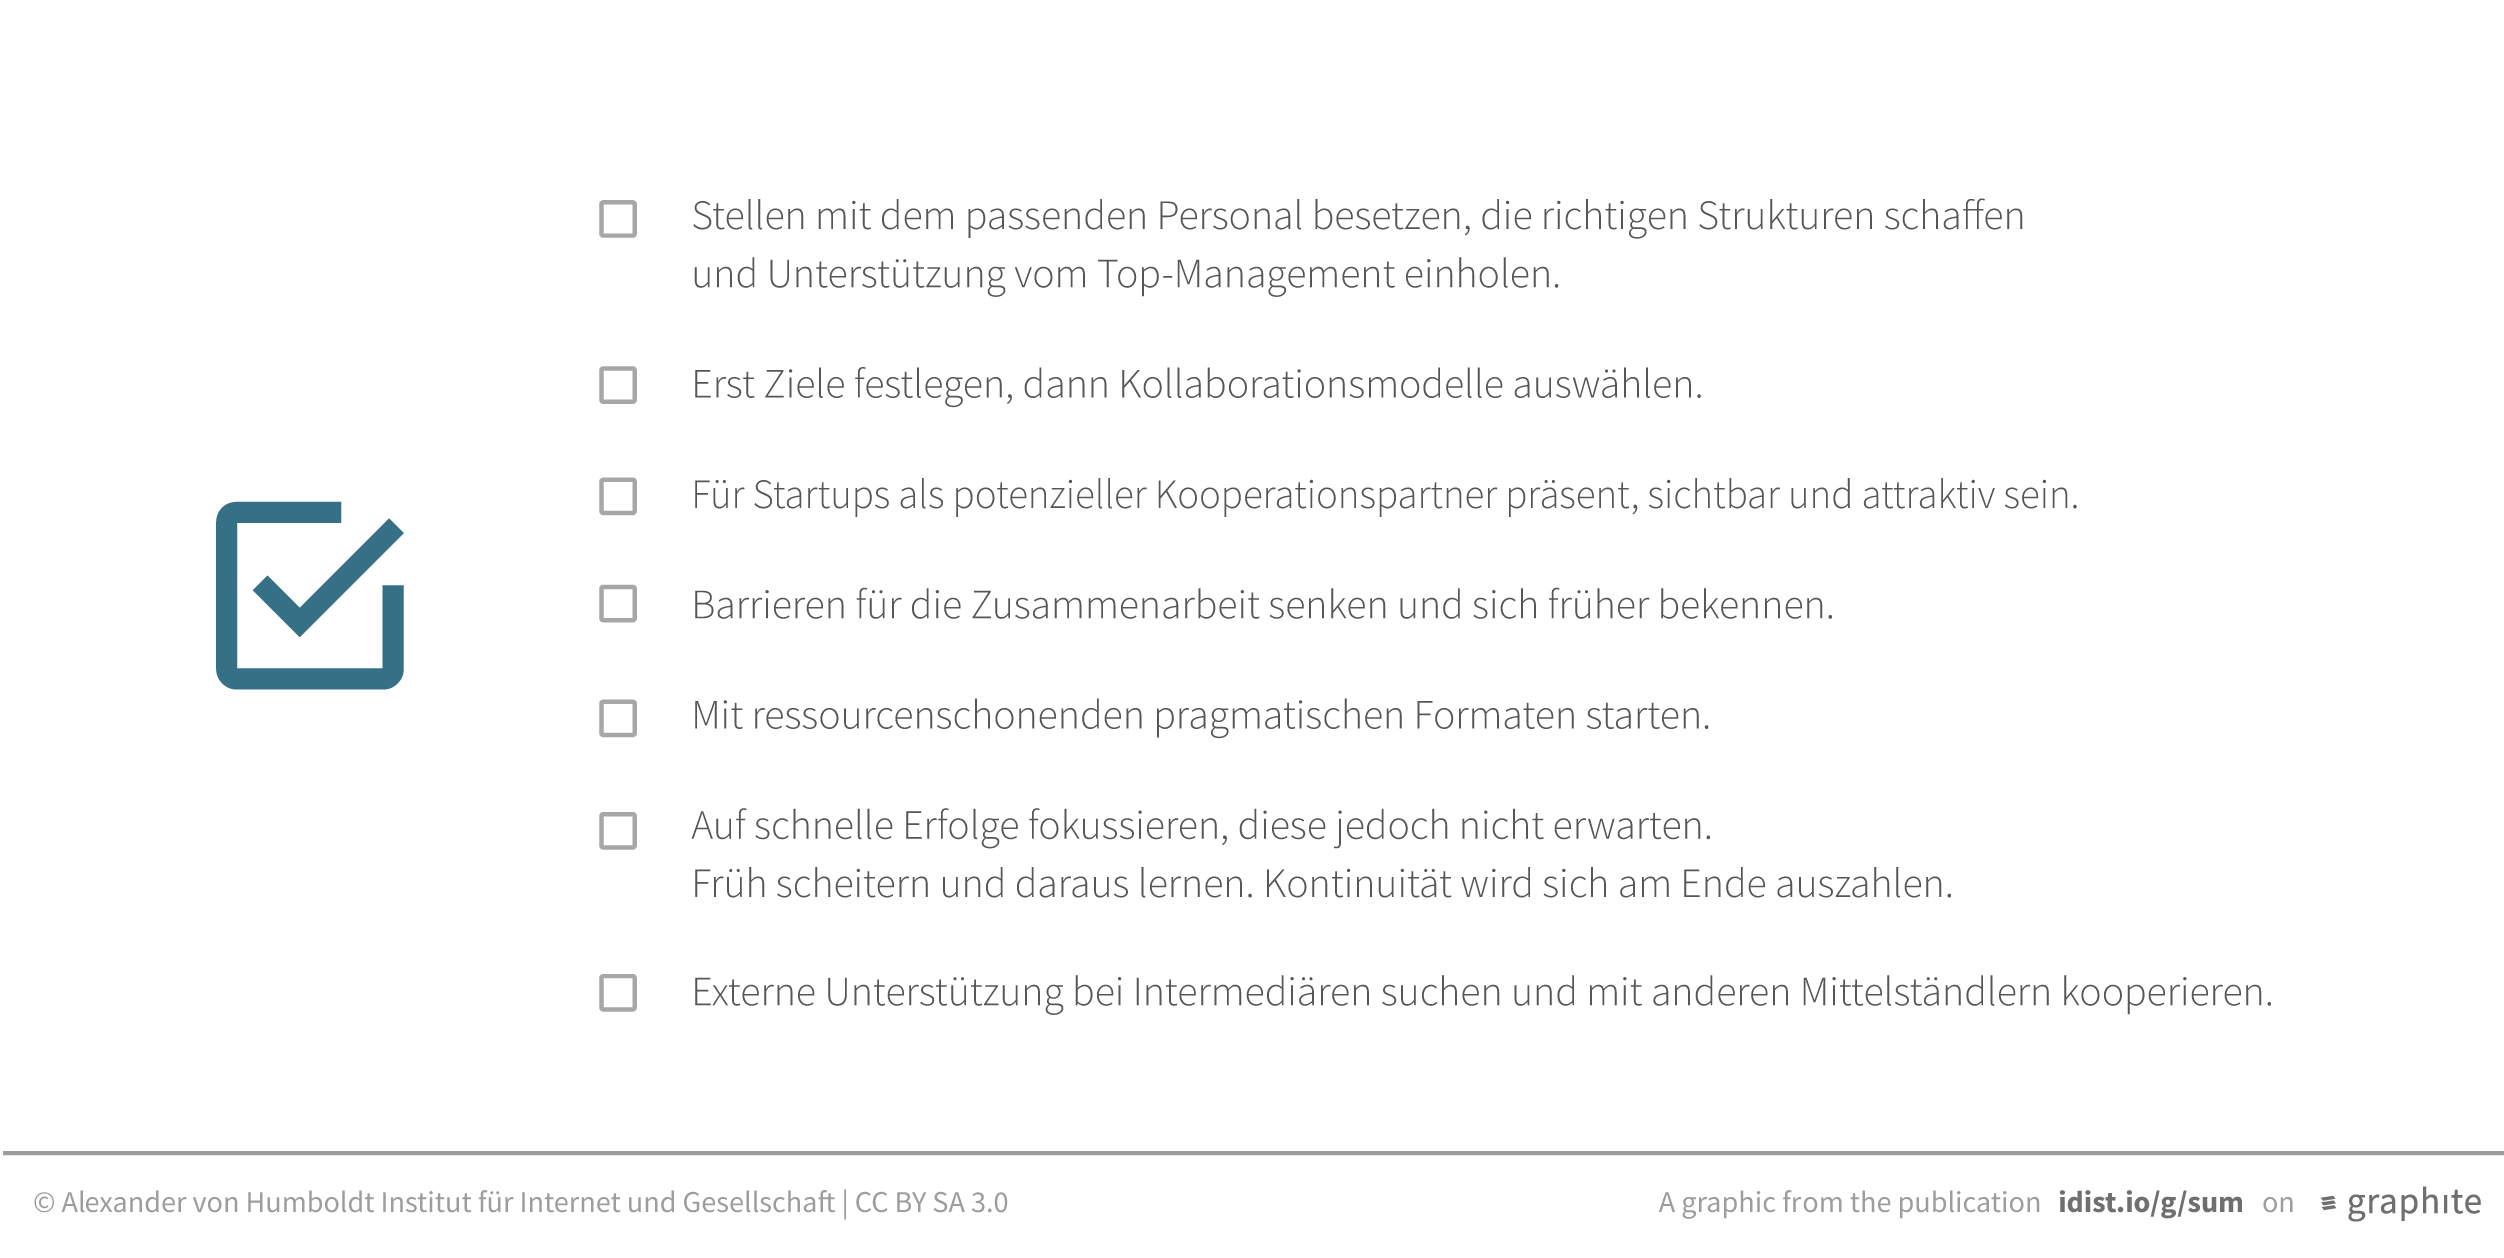 Stellen mit dem passenden Personal besetzen, die richtigen Strukturen schaffen
und Unterstützung vom Top-Management einholen.
Erst Ziele festlegen, dann Kollaborationsmodelle auswählen.
Für Startups als potenzieller Kooperationspartner präsent, sichtbar und attraktiv sein.
Barrieren für die Zusammenarbeit senken und sich früher bekennen.
Mit ressourcenschonenden pragmatischen Formaten starten.
Auf schnelle Erfolge fokussieren, diese jedoch nicht erwarten.
Früh scheitern und daraus lernen. Kontinuität wird sich am Ende auszahlen.
Externe Unterstützung bei Intermediären suchen und mit anderen Mittelständlern kooperieren.
© Alexander von Humboldt Institut für Internet und Gesellschaft | CC BY SA 3.0
A graphic from the publication idist.io/g/sum on graphite